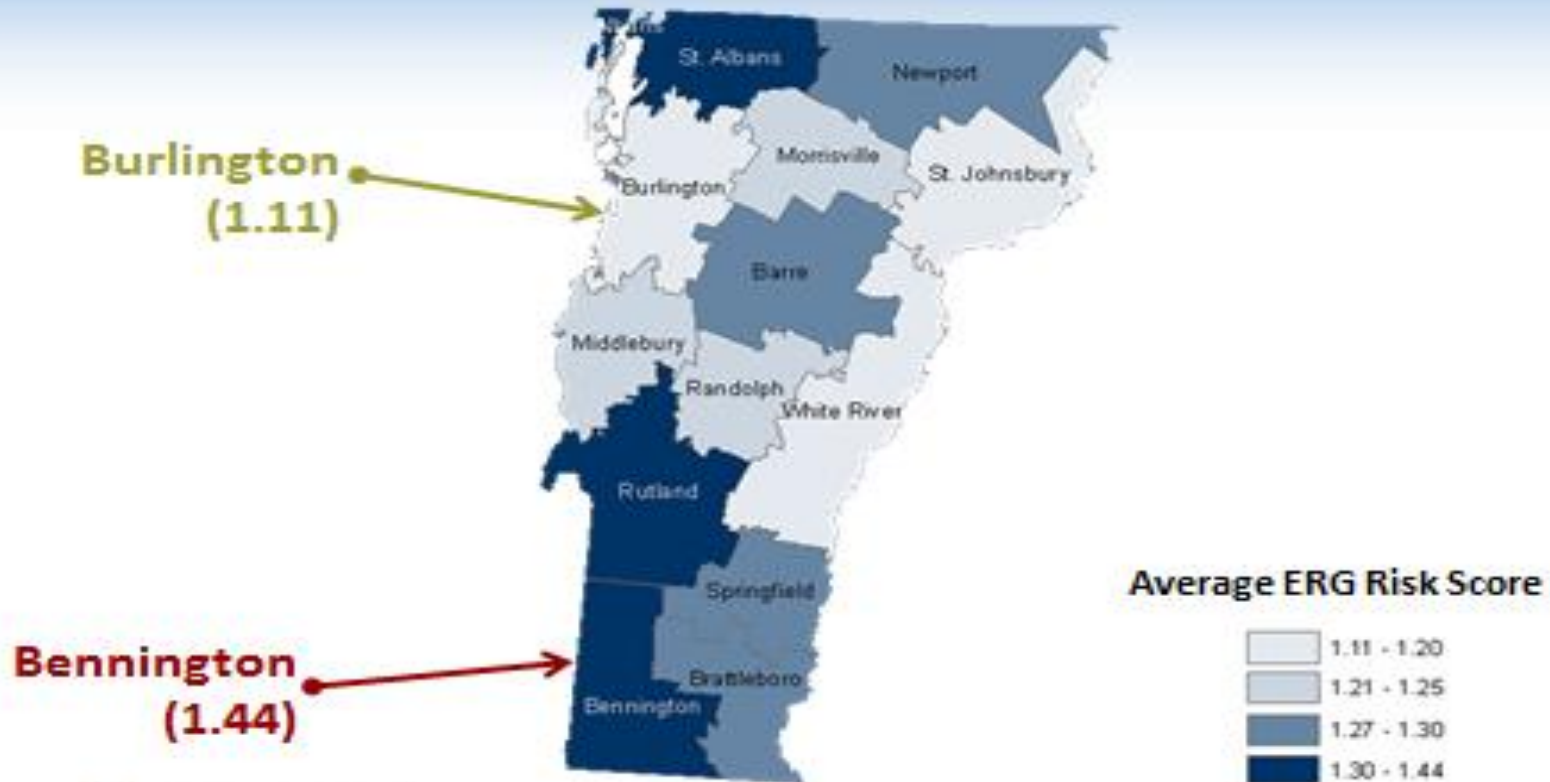 St. Albans
Newport
Burlington
(1.11)
Morrisville
St. Johnsbury
Burlington
Barre
Middlebury
Randolph
White River
Rutland
Springfield
Average ERG Risk Score
1.11 - 1.20
Bennington
(1.44)
Brattleboro
1.21 - 1.25
Bennington
1.27 - 1.30
1.30 - 1.44